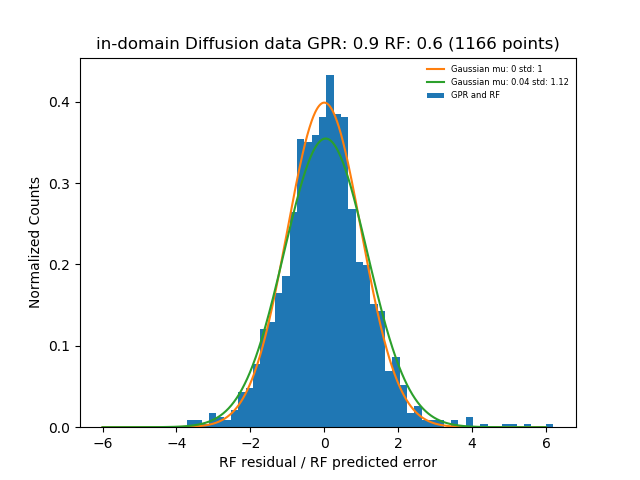 in-domain Diffusion data GPR: 0.9 RF: 0.6 (1166 points)
Gaussian mu: 0 std: 1
Gaussian mu: 0.04 std: 1.12
GPR and RF
Normalized Counts
0.4
0.3
0.2
0.1
0.0
−6 −4 −2 0 2 4 6
RF residual / RF predicted error